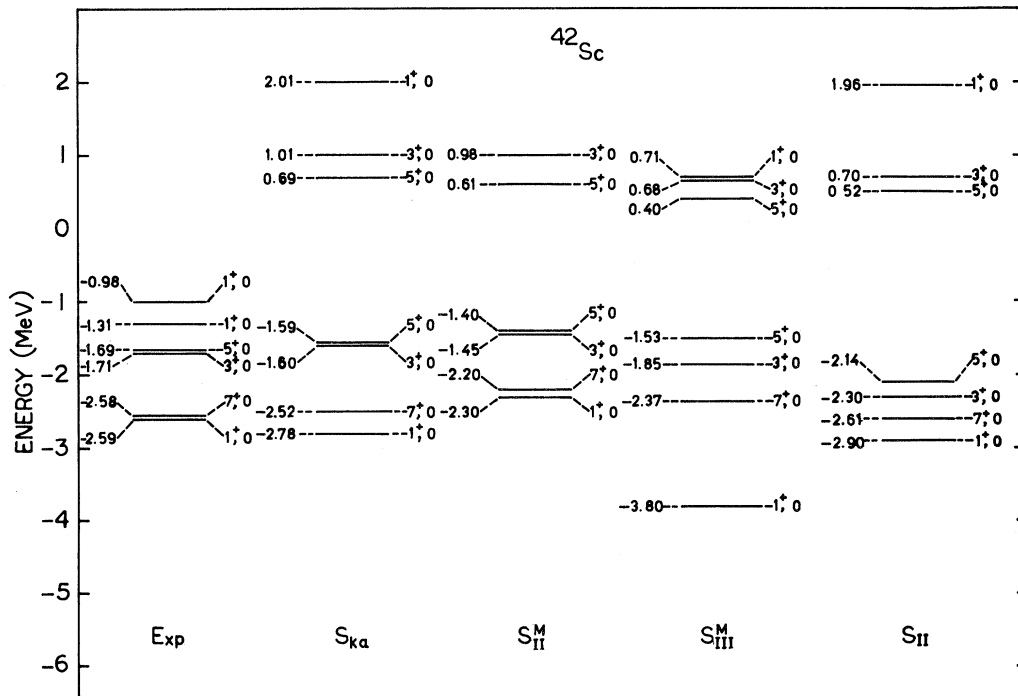 ⁴²Sc
ENERGY (MeV)
2
1
0
-1
-2
-3
-4
-5
-6
-0.98 1⁺, 0
-1.31 1⁺, 0
-1.69 5⁺, 0
-1.71 3⁺, 0
-2.58 7⁺, 0
-2.59 1⁺, 0
Exp
2.01 1⁺, 0
1.01 3⁺, 0
0.69 5⁺, 0
-1.59 5⁺, 0
-1.60 3⁺, 0
-2.52 7⁺, 0
-2.78 1⁺, 0
Ska
0.98 3⁺, 0
0.61 5⁺, 0
-1.40 5⁺, 0
-1.45 3⁺, 0
-2.20 7⁺, 0
-2.30 1⁺, 0
S^M_II
0.71 1⁺, 0
0.68 3⁺, 0
0.40 5⁺, 0
-1.53 5⁺, 0
-1.85 3⁺, 0
-2.37 7⁺, 0
-3.80 1⁺, 0
S^M_III
1.96 1⁺, 0
0.70 3⁺, 0
0.52 5⁺, 0
-2.14 5⁺, 0
-2.30 3⁺, 0
-2.61 7⁺, 0
-2.90 1⁺, 0
S_II